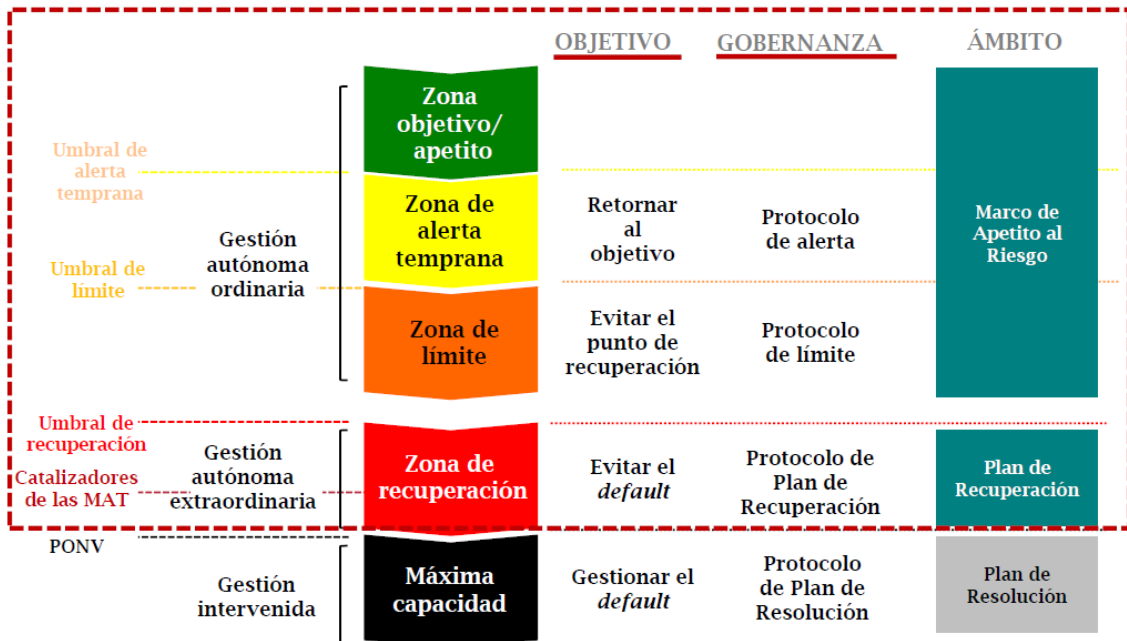 OBJETIVO
GOBERNANZA
ÁMBITO
Zona
objetivo/
apetito
Umbral de
alerta
temprana
Zona de
alerta
temprana
Retornar
al
objetivo
Protocolo
de alerta
Marco de
Apetito al
Riesgo
Gestión
autónoma
ordinaria
Umbral de
límite
Zona de
límite
Evitar el
punto de
recuperación
Protocolo
de límite
Umbral de
recuperación
Catalizadores
de las MAT
Gestión
autónoma
extraordinaria
Zona de
recuperación
Evitar el
default
Protocolo de
Plan de
Recuperación
Plan de
Recuperación
PONV
Gestión
intervenida
Máxima
capacidad
Gestionar el
default
Protocolo
de Plan de
Resolución
Plan de
Resolución